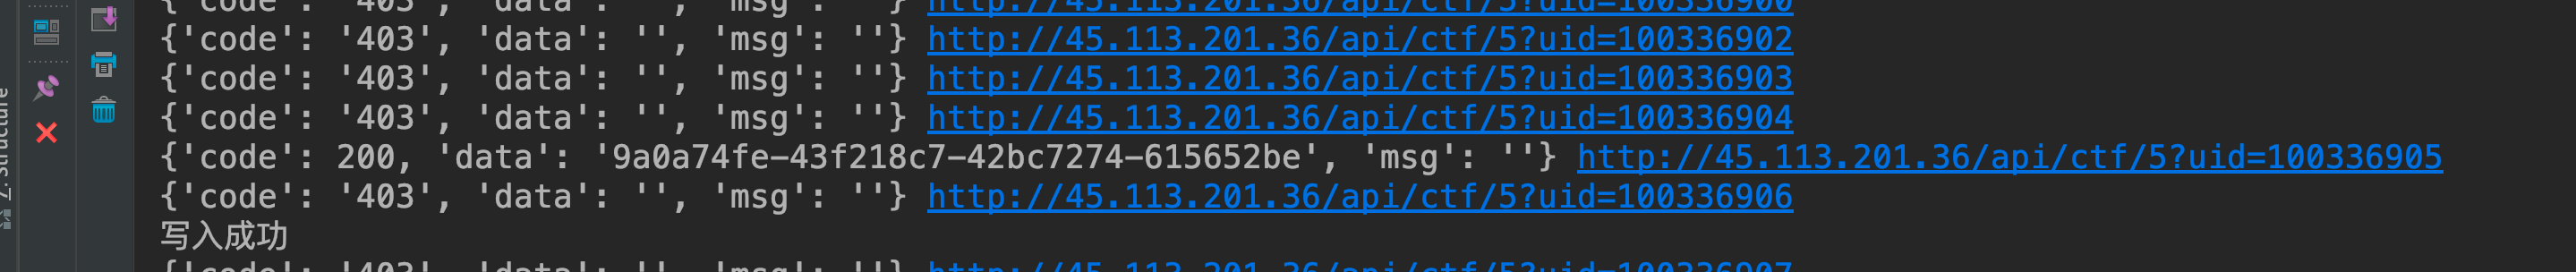 {'code': '403', 'data': '', 'msg': ''} http://45.113.201.36/api/ctf/5?uid=100336900
{'code': '403', 'data': '', 'msg': ''} http://45.113.201.36/api/ctf/5?uid=100336902
{'code': '403', 'data': '', 'msg': ''} http://45.113.201.36/api/ctf/5?uid=100336903
{'code': '403', 'data': '', 'msg': ''} http://45.113.201.36/api/ctf/5?uid=100336904
{'code': 200, 'data': '9a0a74fe-43f218c7-42bc7274-615652be', 'msg': ''} http://45.113.201.36/api/ctf/5?uid=100336905
{'code': '403', 'data': '', 'msg': ''} http://45.113.201.36/api/ctf/5?uid=100336906
写入成功
{'code': '403', 'data': '', 'msg': ''} http://45.113.201.36/api/ctf/5?uid=100336907
7: Structure